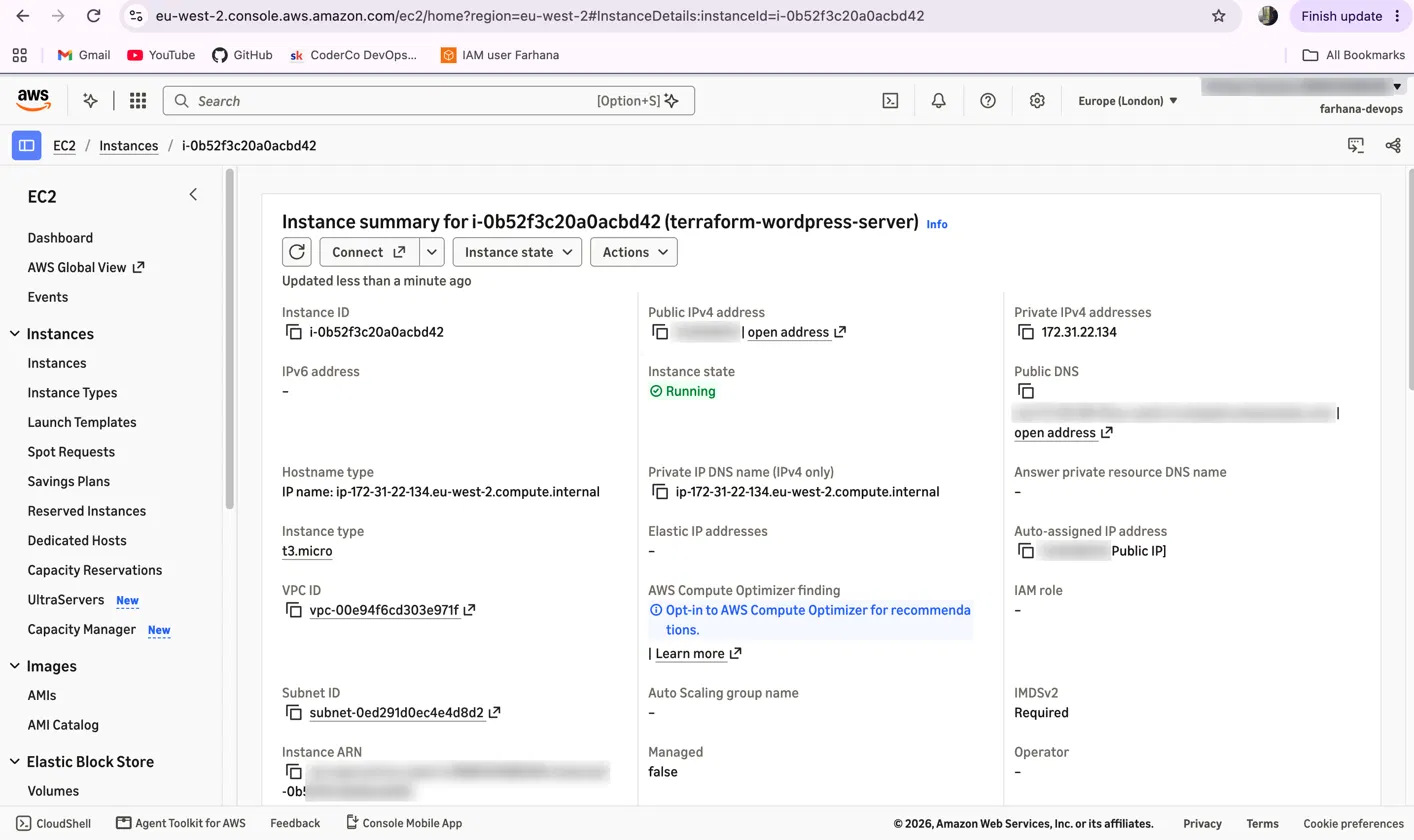 eu-west-2.console.aws.amazon.com/ec2/home?region=eu-west-2#InstanceDetails:instanceId=i-0b52f3c20a0acbd42
Finish update
Gmail
YouTube
GitHub
sk CoderCo DevOps...
IAM user Farhana
All Bookmarks
aws
Search
[Option+S]
Europe (London)
farhana-devops
EC2 / Instances / i-0b52f3c20a0acbd42
EC2
Dashboard
AWS Global View
Events
Instances
Instances
Instance Types
Launch Templates
Spot Requests
Savings Plans
Reserved Instances
Dedicated Hosts
Capacity Reservations
UltraServers New
Capacity Manager New
Images
AMIs
AMI Catalog
Elastic Block Store
Volumes
Instance summary for i-0b52f3c20a0acbd42 (terraform-wordpress-server) Info
Connect
Instance state
Actions
Updated less than a minute ago
Instance ID
i-0b52f3c20a0acbd42
Public IPv4 address
| open address
Private IPv4 addresses
172.31.22.134
IPv6 address
–
Instance state
Running
Public DNS
|
open address
Hostname type
IP name: ip-172-31-22-134.eu-west-2.compute.internal
Private IP DNS name (IPv4 only)
ip-172-31-22-134.eu-west-2.compute.internal
Answer private resource DNS name
–
Instance type
t3.micro
Elastic IP addresses
–
Auto-assigned IP address
Public IP]
VPC ID
vpc-00e94f6cd303e971f
AWS Compute Optimizer finding
Opt-in to AWS Compute Optimizer for recommenda
tions.
| Learn more
IAM role
–
Subnet ID
subnet-0ed291d0ec4e4d8d2
Auto Scaling group name
–
IMDSv2
Required
Instance ARN
Managed
false
Operator
–
CloudShell
Agent Toolkit for AWS
Feedback
Console Mobile App
© 2026, Amazon Web Services, Inc. or its affiliates.
Privacy
Terms
Cookie preferences